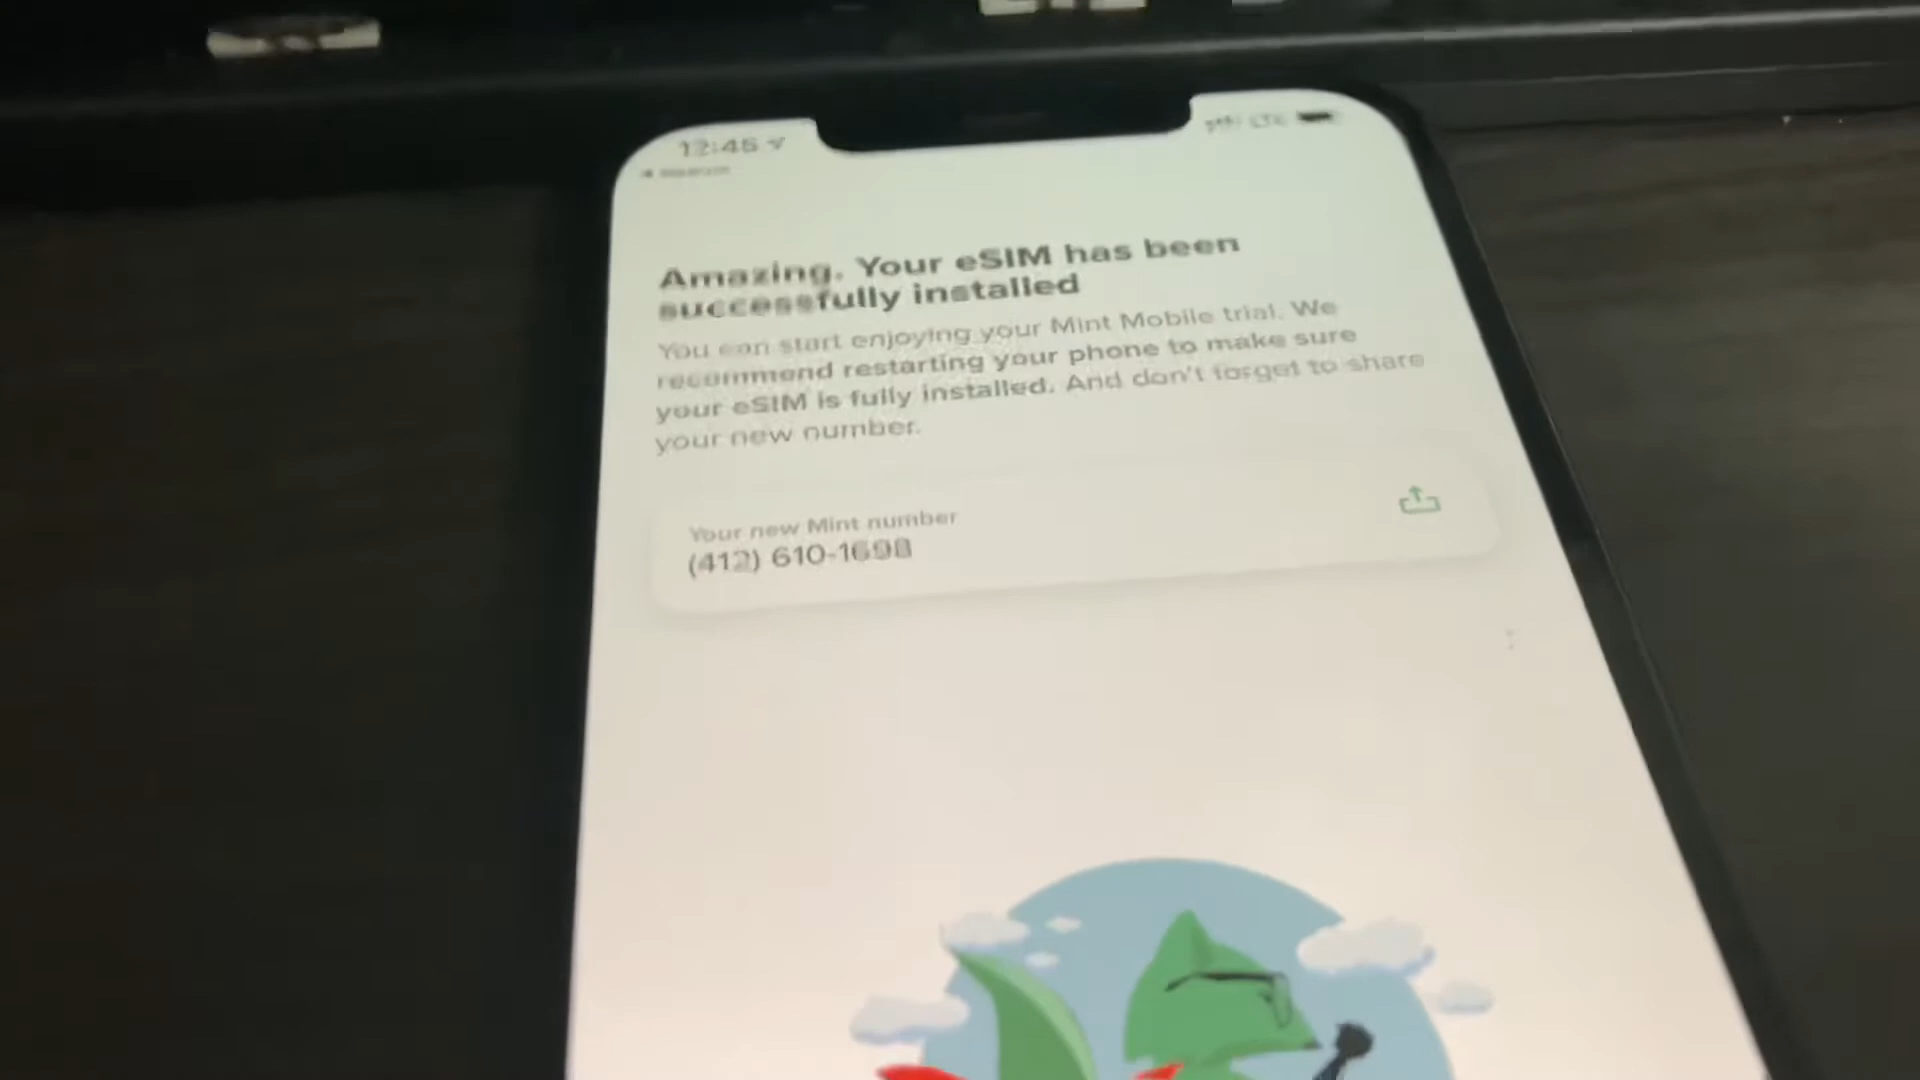 12:45
LTE
Amazing. Your eSIM has been
successfully installed
You can start enjoying your Mint Mobile trial. We
recommend restarting your phone to make sure
your eSIM is fully installed. And don't forget to share
your new number.
Your new Mint number
(412) 610-1698